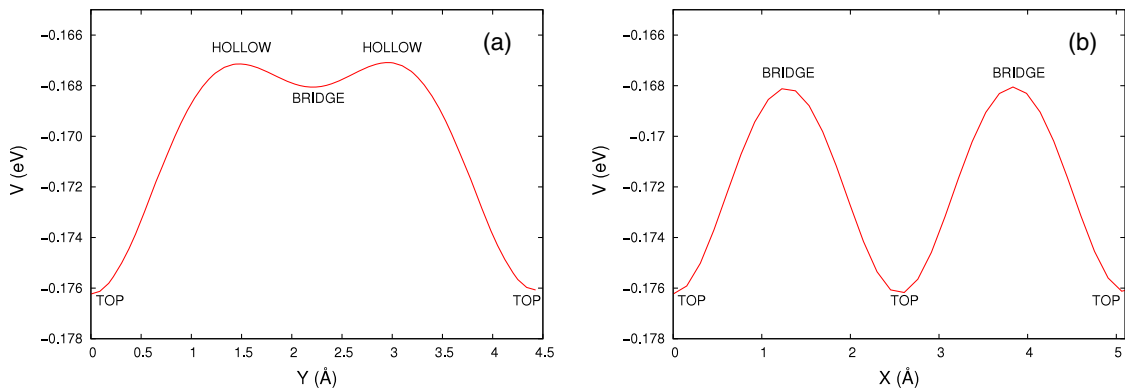 (a)
HOLLOW HOLLOW
BRIDGE
TOP TOP
−0.166
−0.168
−0.170
−0.172
−0.174
−0.176
−0.178
V (eV)
0 0.5 1 1.5 2 2.5 3 3.5 4 4.5
Y (Å)
(b)
BRIDGE BRIDGE
TOP TOP TOP
−0.166
−0.168
−0.17
−0.172
−0.174
−0.176
−0.178
V (eV)
0 1 2 3 4 5
X (Å)